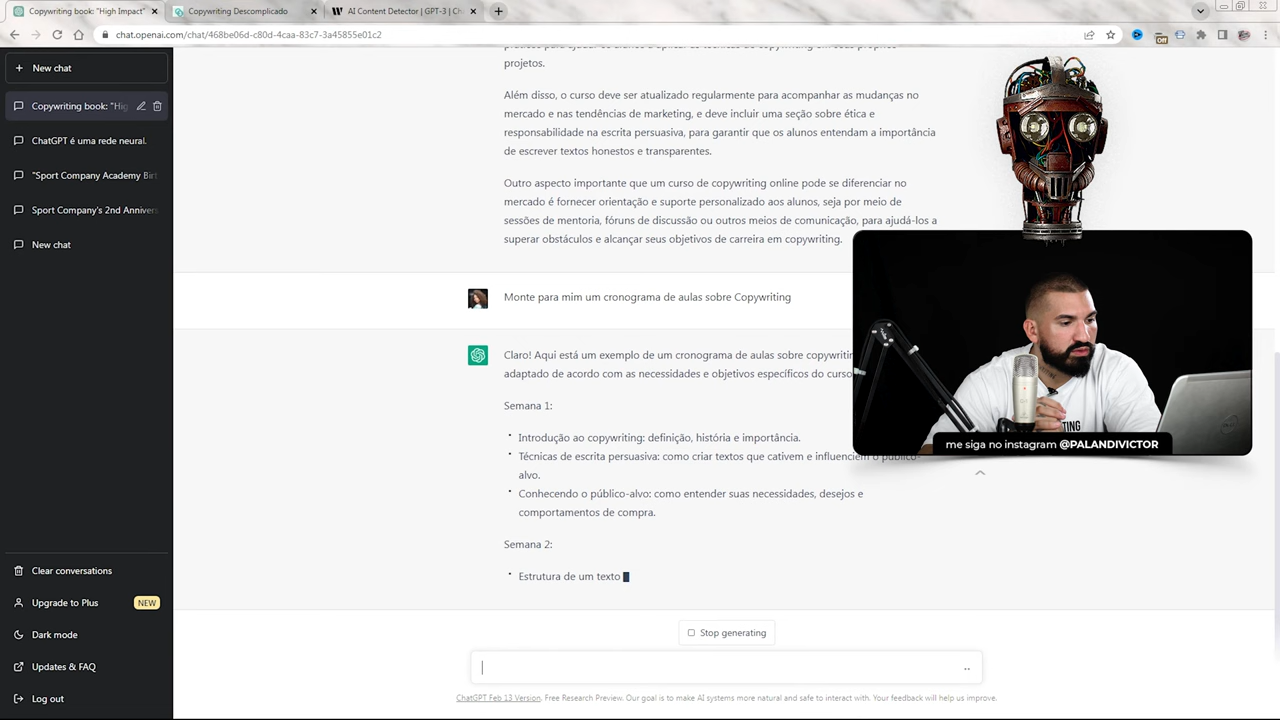 Copywriting book: "High Impact"
Copywriting Descomplicado
AI Content Detector | GPT-3 | Ch
chat.openai.com/chat/468be06d-c80d-4caa-83c7-3a45855e01c2
Off
New chat
Copywriting book: "Hig
ChatGPT é uma rede neural.
"Sport Company Academy Birt
Sport Company's 2nd Annivers
New chat
projetos.
Além disso, o curso deve ser atualizado regularmente para acompanhar as mudanças no
mercado e nas tendências de marketing, e deve incluir uma seção sobre ética e
responsabilidade na escrita persuasiva, para garantir que os alunos entendam a importância
de escrever textos honestos e transparentes.
Outro aspecto importante que um curso de copywriting online pode se diferenciar no
mercado é fornecer orientação e suporte personalizado aos alunos, seja por meio de
sessões de mentoria, fóruns de discussão ou outros meios de comunicação, para ajudá-los a
superar obstáculos e alcançar seus objetivos de carreira em copywriting.
Monte para mim um cronograma de aulas sobre Copywriting
Claro! Aqui está um exemplo de um cronograma de aulas sobre copywritin
adaptado de acordo com as necessidades e objetivos específicos do curso
Semana 1:
Introdução ao copywriting: definição, história e importância.
Técnicas de escrita persuasiva: como criar textos que cativem e influenciem o público-
alvo.
Conhecendo o público-alvo: como entender suas necessidades, desejos e
comportamentos de compra.
Semana 2:
Estrutura de um texto
me siga no instagram @PALANDIVICTOR
Clear conversations
Upgrade to Plus NEW
Dark mode
Updates & FAQ
Log out
Stop generating
ChatGPT Feb 13 Version. Free Research Preview. Our goal is to make AI systems more natural and safe to interact with. Your feedback will help us improve.